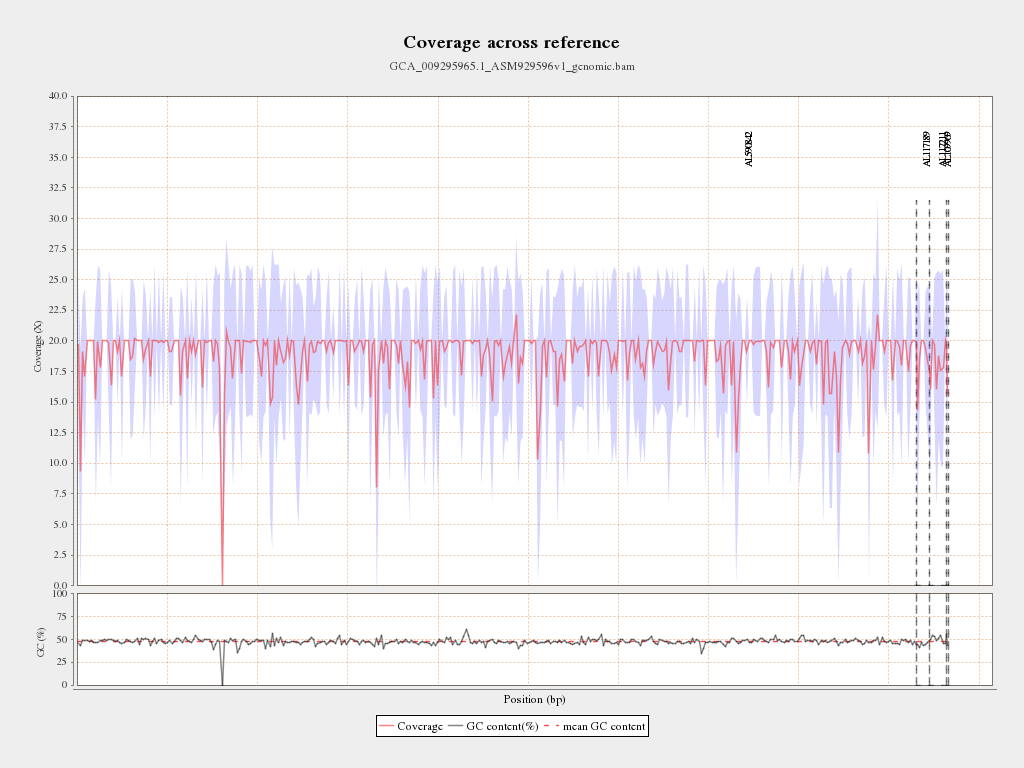 Coverage across reference
GCA_009295965.1_ASM929596v1_genomic.bam
40.0
37.5
35.0
32.5
30.0
27.5
25.0
22.5
20.0
17.5
15.0
12.5
10.0
7.5
5.0
2.5
0.0
Coverage (X)
AL117189
AL117211
100
75
50
25
0
GC (%)
Position (bp)
Coverage GC content(%) mean GC content